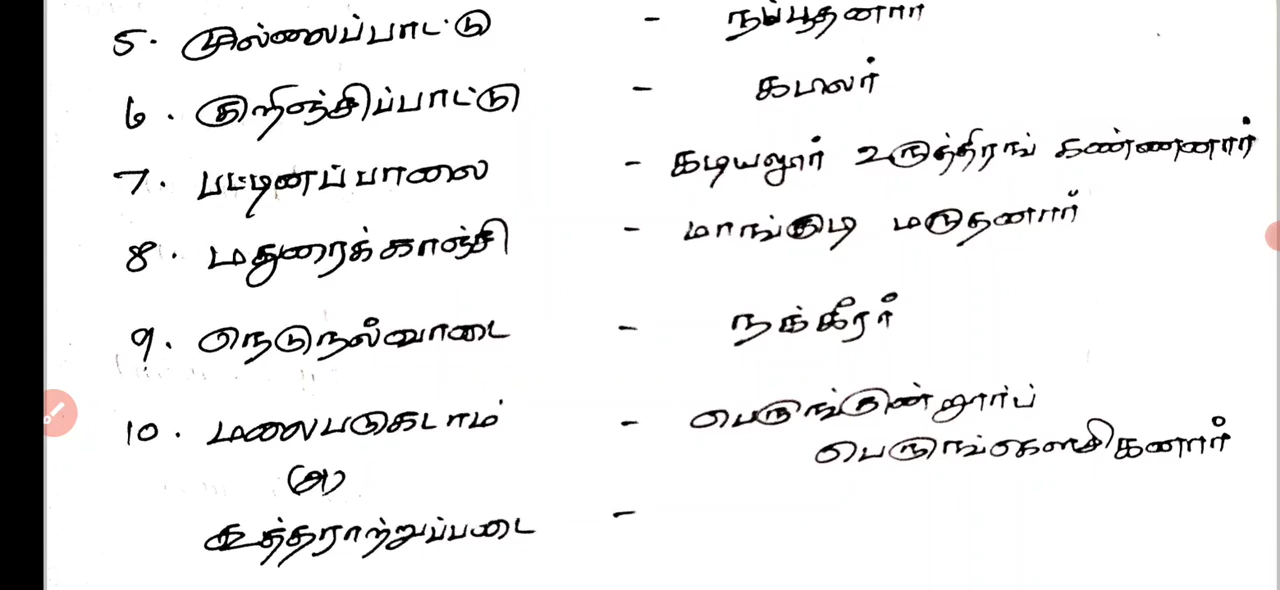 5. முல்லைப்பாட்டு - நப்பூதனார்
6. குறிஞ்சிப்பாட்டு - கபிலர்
7. பட்டினப்பாலை - கடியலூர் உருத்திரங் கண்ணனார்
8. மதுரைக்காஞ்சி - மாங்குடி மருதனார்
9. நெடுநல்வாடை - நக்கீரர்
10. மலைபடுகடாம் - பெருங்குன்றூர்ப்
பெருங்கௌசிகனார்
(அ)
கூத்தராற்றுப்படை -